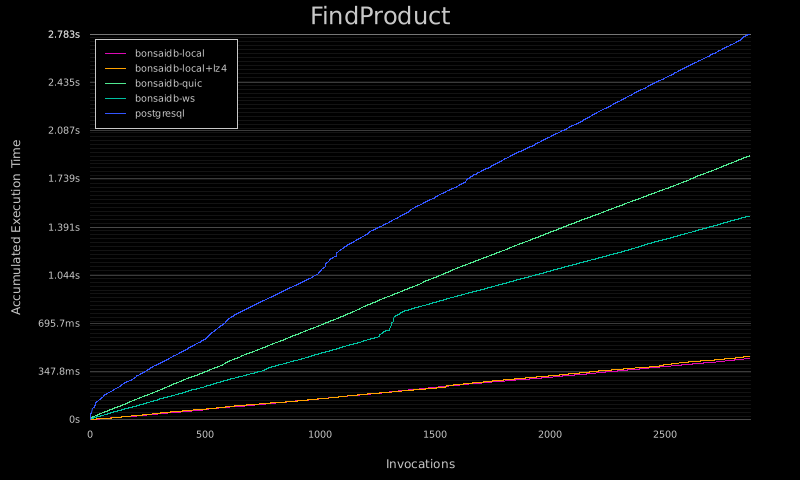 FindProduct
2.783s
2.435s
2.087s
1.739s
1.391s
1.044s
695.7ms
347.8ms
0s
Accumulated Execution Time
bonsaidb-local
bonsaidb-local+lz4
bonsaidb-quic
bonsaidb-ws
postgresql
0 500 1000 1500 2000 2500
Invocations